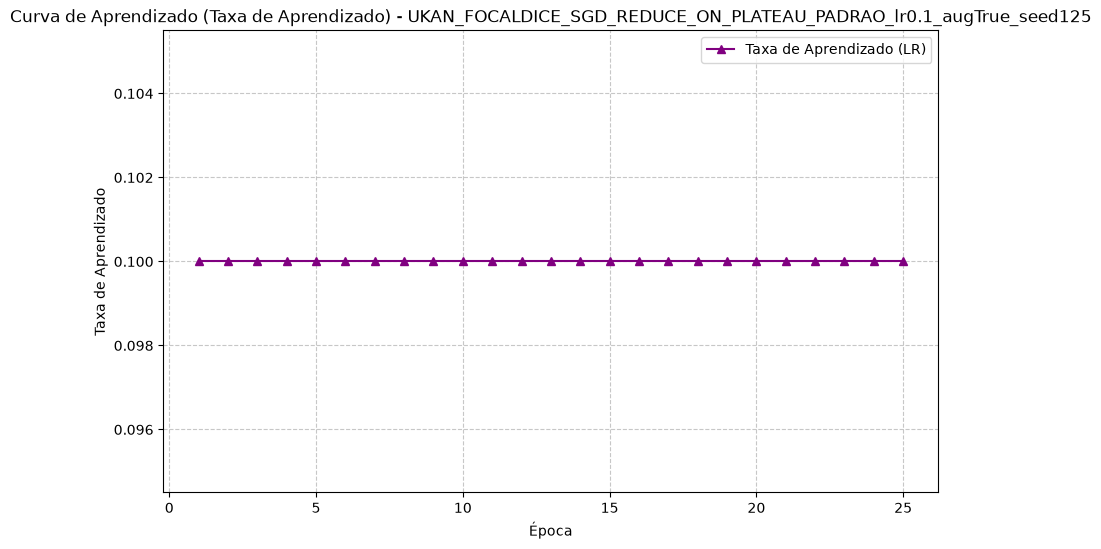 Curva de Aprendizado (Taxa de Aprendizado) - UKAN_FOCALDICE_SGD_REDUCE_ON_PLATEAU_PADRAO_lr0.1_augTrue_seed125
Taxa de Aprendizado (LR)
0.104
0.102
0.100
0.098
0.096
Taxa de Aprendizado
0 5 10 15 20 25
Época